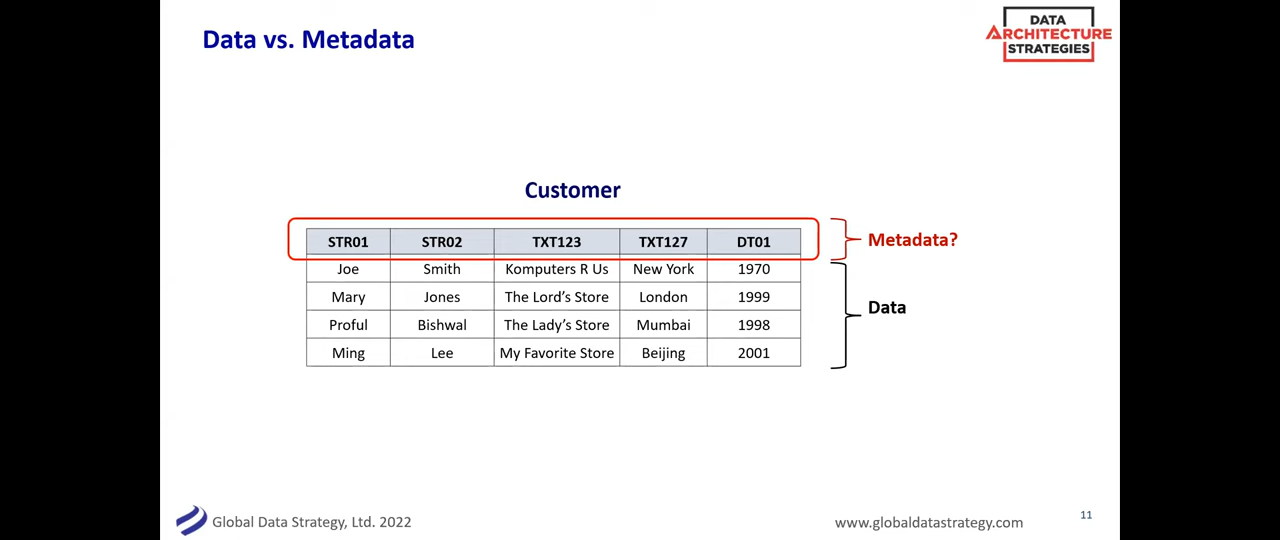 Data vs. Metadata
DATA
ARCHITECTURE
STRATEGIES
Customer
STR01 STR02 TXT123 TXT127 DT01
Metadata?
Joe Smith Komputers R Us New York 1970
Mary Jones The Lord’s Store London 1999
Data
Proful Bishwal The Lady’s Store Mumbai 1998
Ming Lee My Favorite Store Beijing 2001
Global Data Strategy, Ltd. 2022
www.globaldatastrategy.com
11